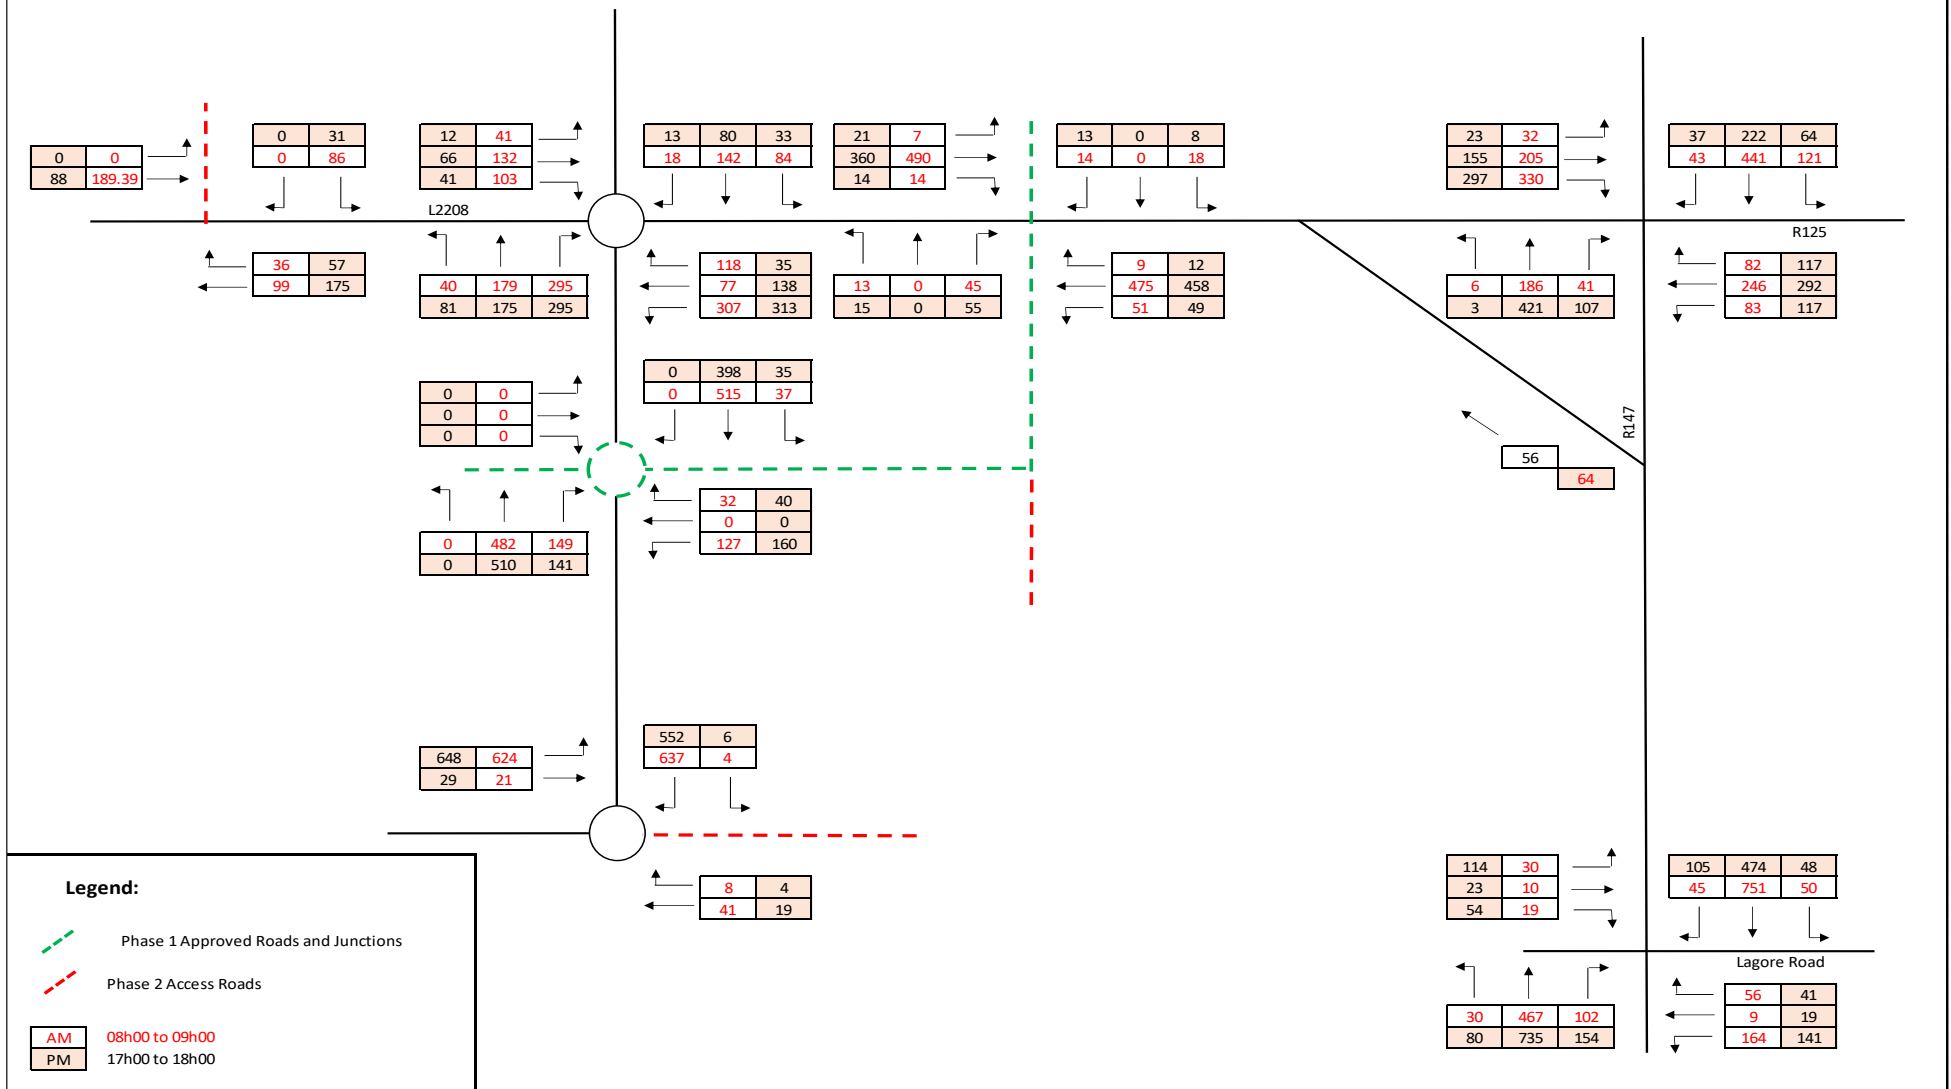 0 31
0 86
12 41
66 132
41 103
13 80 33
18 142 84
21 7
360 490
14 14
13 0 8
14 0 18
23 32
155 205
297 330
37 222 64
43 441 121
0 0
88 189.39
L2208
R125
36 57
99 175
40 179 295
81 175 295
118 35
77 138
307 313
13 0 45
15 0 55
9 12
475 458
51 49
6 186 41
3 421 107
82 117
246 292
83 117
0 0
0 0
0 0
0 398 35
0 515 37
R147
56
64
0 482 149
0 510 141
32 40
0 0
127 160
648 624
29 21
552 6
637 4
8 4
41 19
114 30
23 10
54 19
105 474 48
45 751 50
Lagore Road
30 467 102
80 735 154
56 41
9 19
164 141
Legend:
Phase 1 Approved Roads and Junctions
Phase 2 Access Roads
AM 08h00 to 09h00
PM 17h00 to 18h00